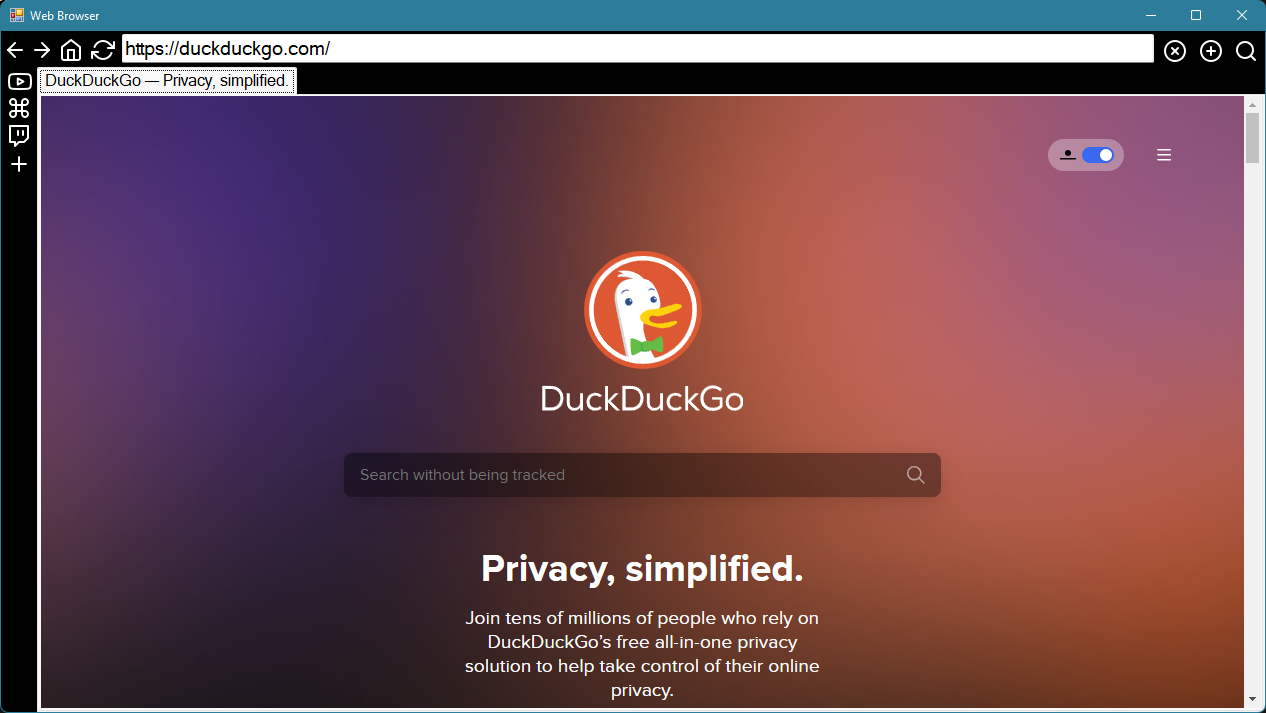 Web Browser
https://duckduckgo.com/
DuckDuckGo — Privacy, simplified.
DuckDuckGo
Search without being tracked
Privacy, simplified.
Join tens of millions of people who rely on
DuckDuckGo’s free all-in-one privacy
solution to help take control of their online
privacy.